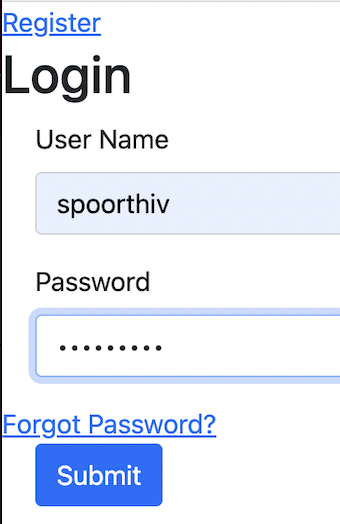 Register
Login
User Name
spoorthiv
Password
•••••••••
Forgot Password?
Submit